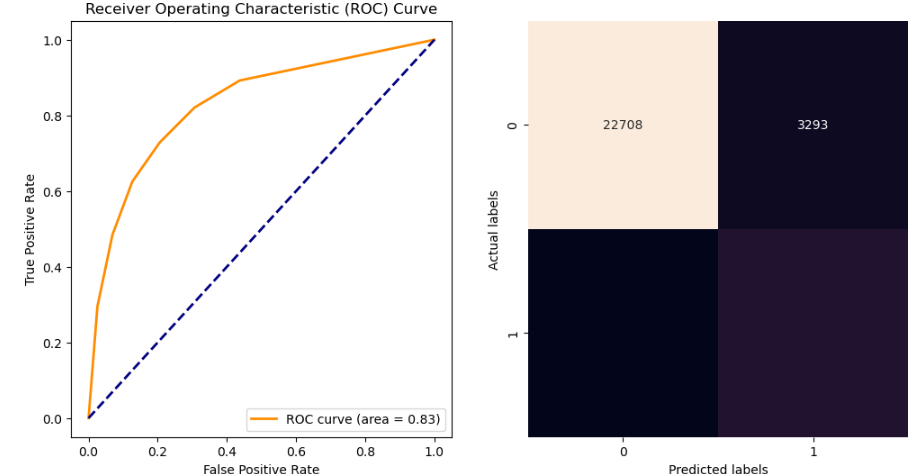 Receiver Operating Characteristic (ROC) Curve
1.0
0.8
0.6
0.4
0.2
0.0
True Positive Rate
ROC curve (area = 0.83)
0.0 0.2 0.4 0.6 0.8 1.0
False Positive Rate
22708 3293
0
1
Actual labels
0 1
Predicted labels